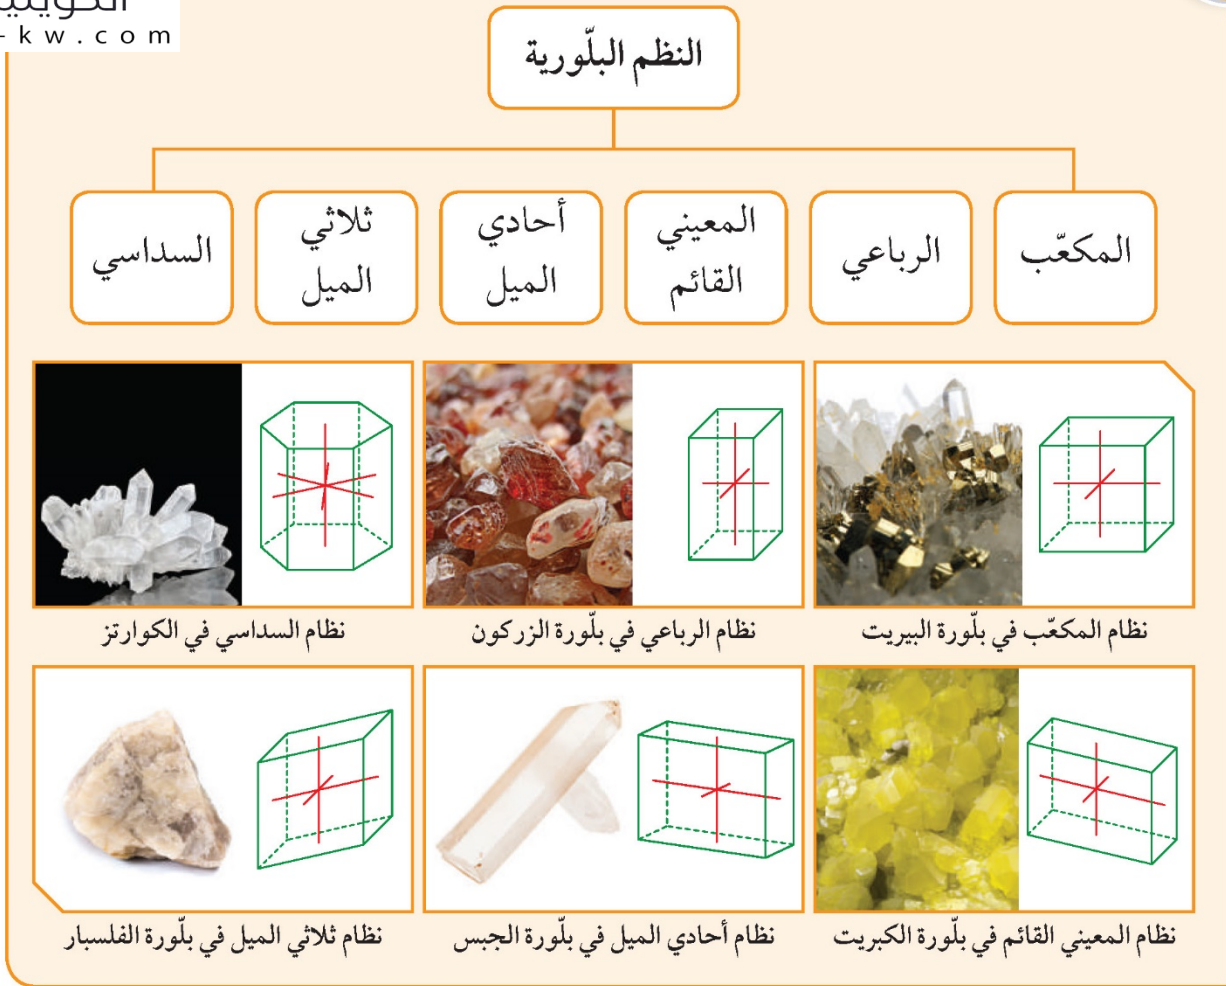 -kw.com
النظم البلّورية
المكعّب
الرباعي
المعيني
القائم
أحادي
الميل
ثلاثي
الميل
السداسي
نظام المكعّب في بلّورة البيريت
نظام الرباعي في بلّورة الزركون
نظام السداسي في الكوارتز
نظام المعيني القائم في بلّورة الكبريت
نظام أحادي الميل في بلّورة الجبس
نظام ثلاثي الميل في بلّورة الفلسبار